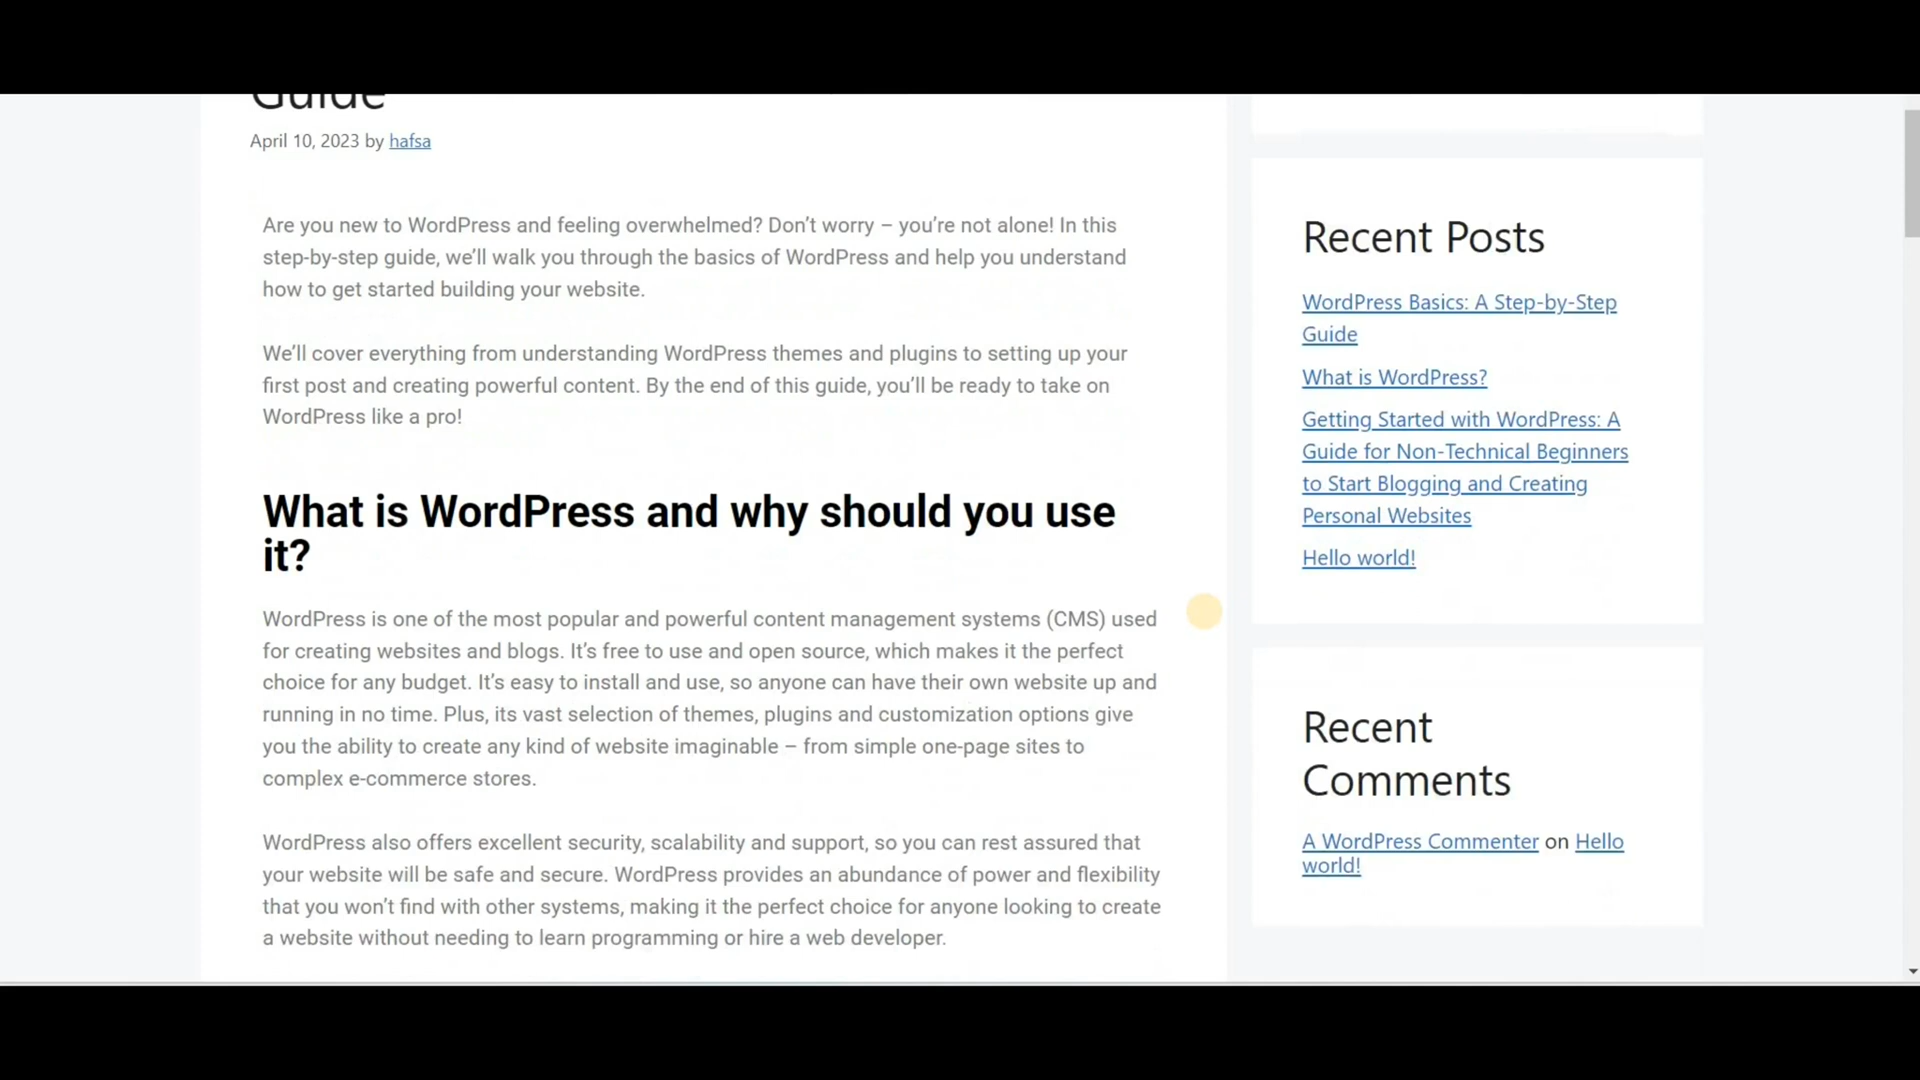 Guide
April 10, 2023 by hafsa
Are you new to WordPress and feeling overwhelmed? Don’t worry – you’re not alone! In this
step-by-step guide, we’ll walk you through the basics of WordPress and help you understand
how to get started building your website.
We’ll cover everything from understanding WordPress themes and plugins to setting up your
first post and creating powerful content. By the end of this guide, you’ll be ready to take on
WordPress like a pro!
What is WordPress and why should you use
it?
WordPress is one of the most popular and powerful content management systems (CMS) used
for creating websites and blogs. It’s free to use and open source, which makes it the perfect
choice for any budget. It’s easy to install and use, so anyone can have their own website up and
running in no time. Plus, its vast selection of themes, plugins and customization options give
you the ability to create any kind of website imaginable – from simple one-page sites to
complex e-commerce stores.
WordPress also offers excellent security, scalability and support, so you can rest assured that
your website will be safe and secure. WordPress provides an abundance of power and flexibility
that you won’t find with other systems, making it the perfect choice for anyone looking to create
a website without needing to learn programming or hire a web developer.
Recent Posts
WordPress Basics: A Step-by-Step
Guide
What is WordPress?
Getting Started with WordPress: A
Guide for Non-Technical Beginners
to Start Blogging and Creating
Personal Websites
Hello world!
Recent
Comments
A WordPress Commenter on Hello
world!